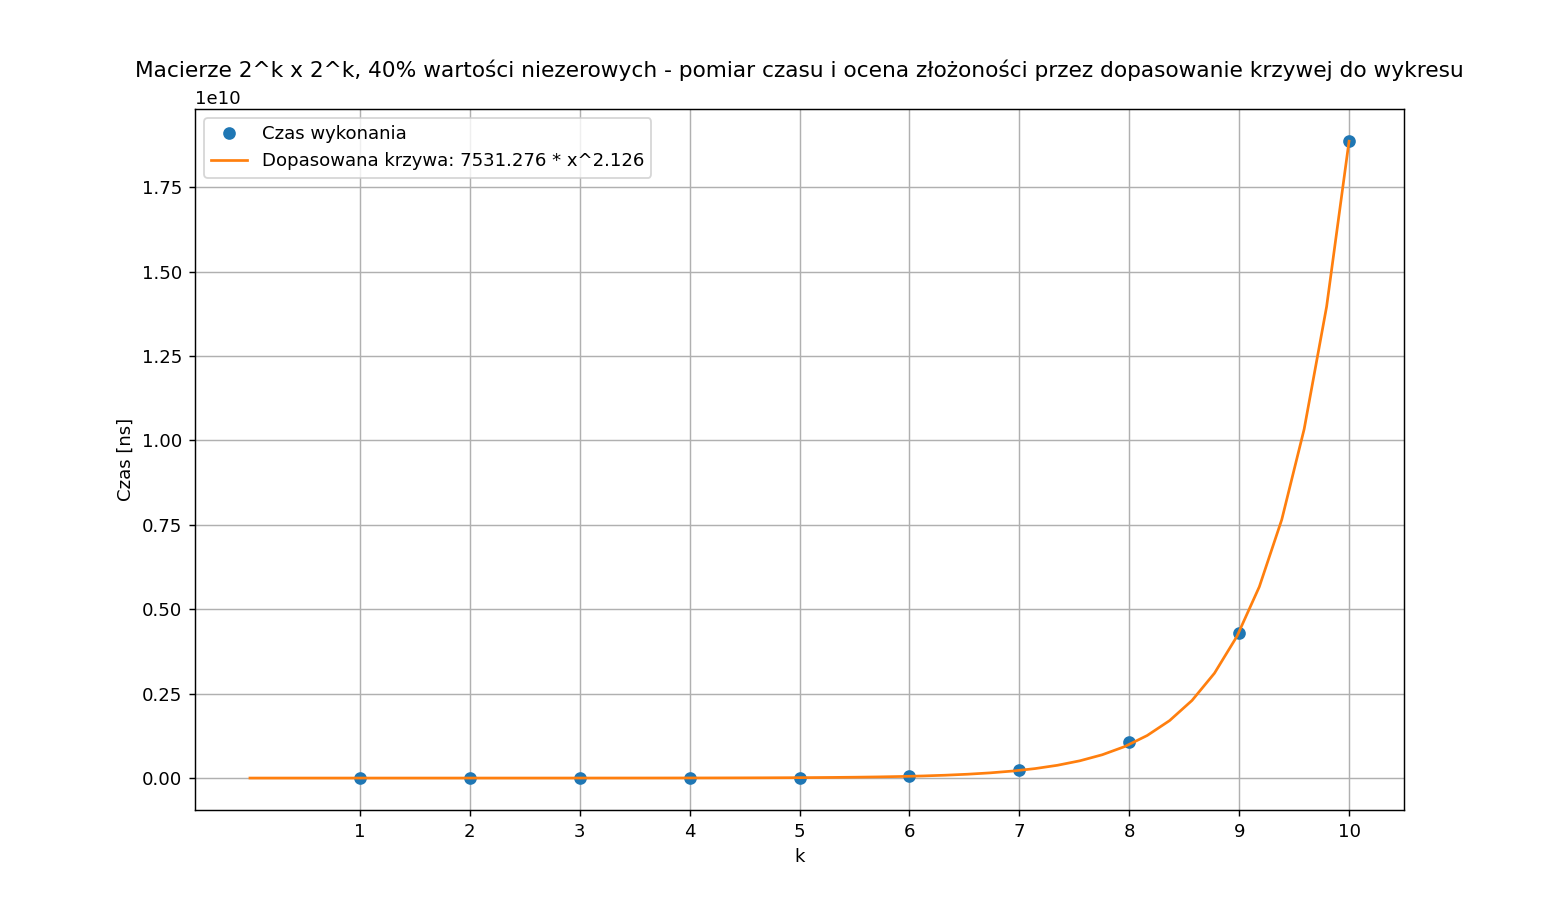 Macierze 2^k x 2^k, 40% wartości niezerowych - pomiar czasu i ocena złożoności przez dopasowanie krzywej do wykresu
1e10
Czas wykonania
Dopasowana krzywa: 7531.276 * x^2.126
1.75
1.50
1.25
1.00
0.75
0.50
0.25
0.00
Czas [ns]
1 2 3 4 5 6 7 8 9 10
k